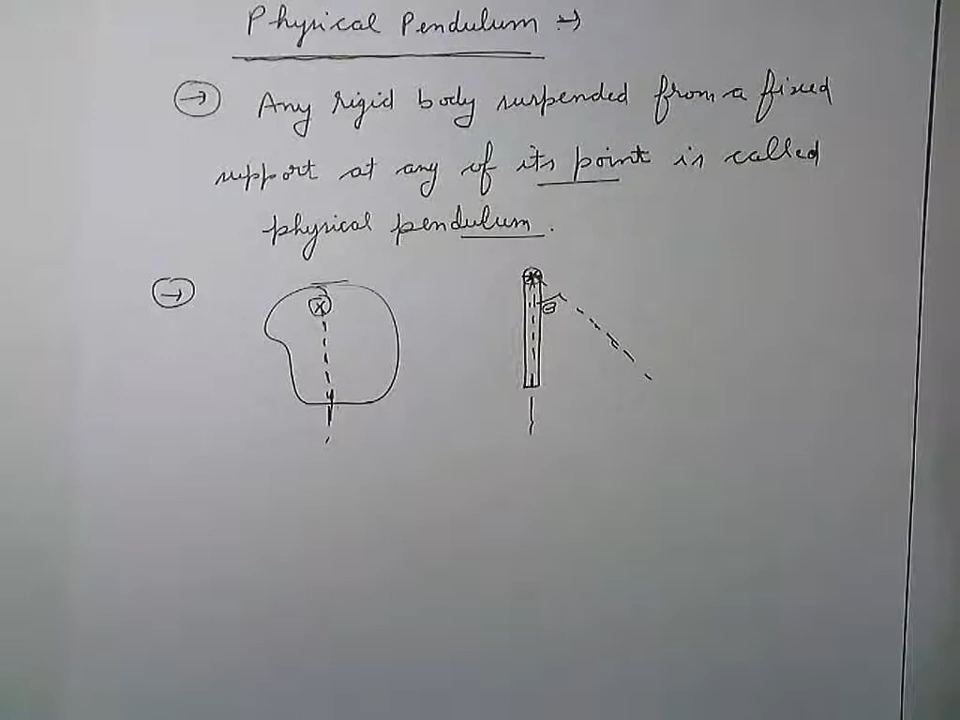 Physical Pendulum :→
→ Any rigid body suspended from a fixed
support at any of its point is called
physical pendulum.
→
X
θ